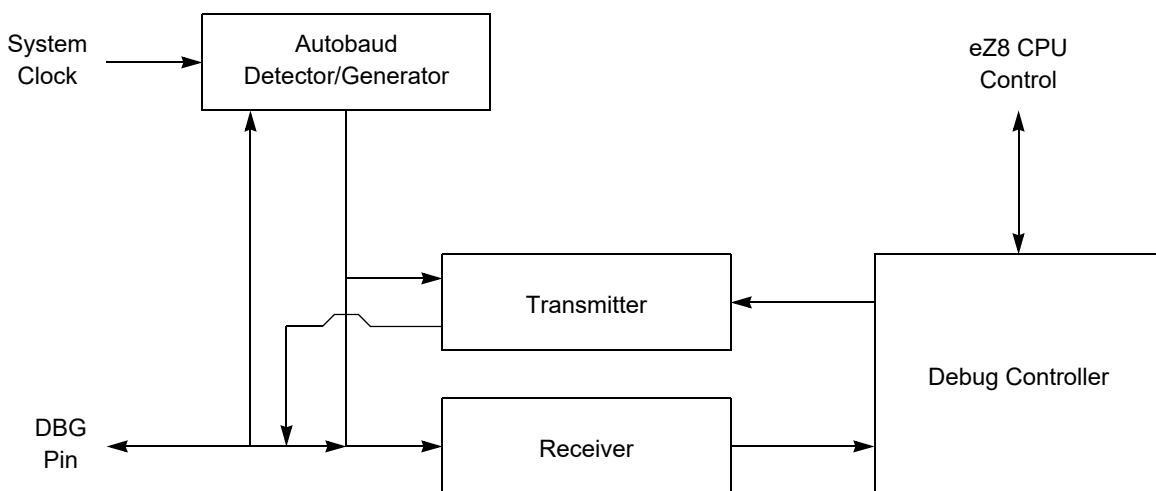 System
Clock
Autobaud
Detector/Generator
eZ8 CPU
Control
Transmitter
Debug Controller
DBG
Pin
Receiver